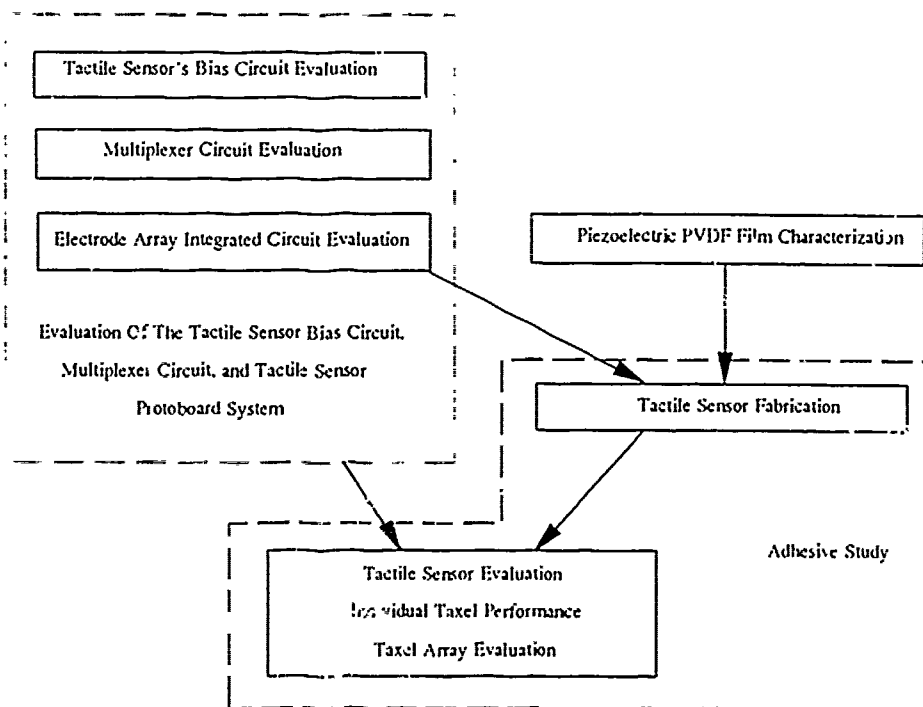 Tactile Sensor's Bias Circuit Evaluation
Multiplexer Circuit Evaluation
Electrode Array Integrated Circuit Evaluation
Evaluation Of The Tactile Sensor Bias Circuit,
Multiplexer Circuit, and Tactile Sensor
Protoboard System
Piezoelectric PVDF Film Characterization
Tactile Sensor Fabrication
Adhesive Study
Tactile Sensor Evaluation
Individual Taxel Performance
Taxel Array Evaluation